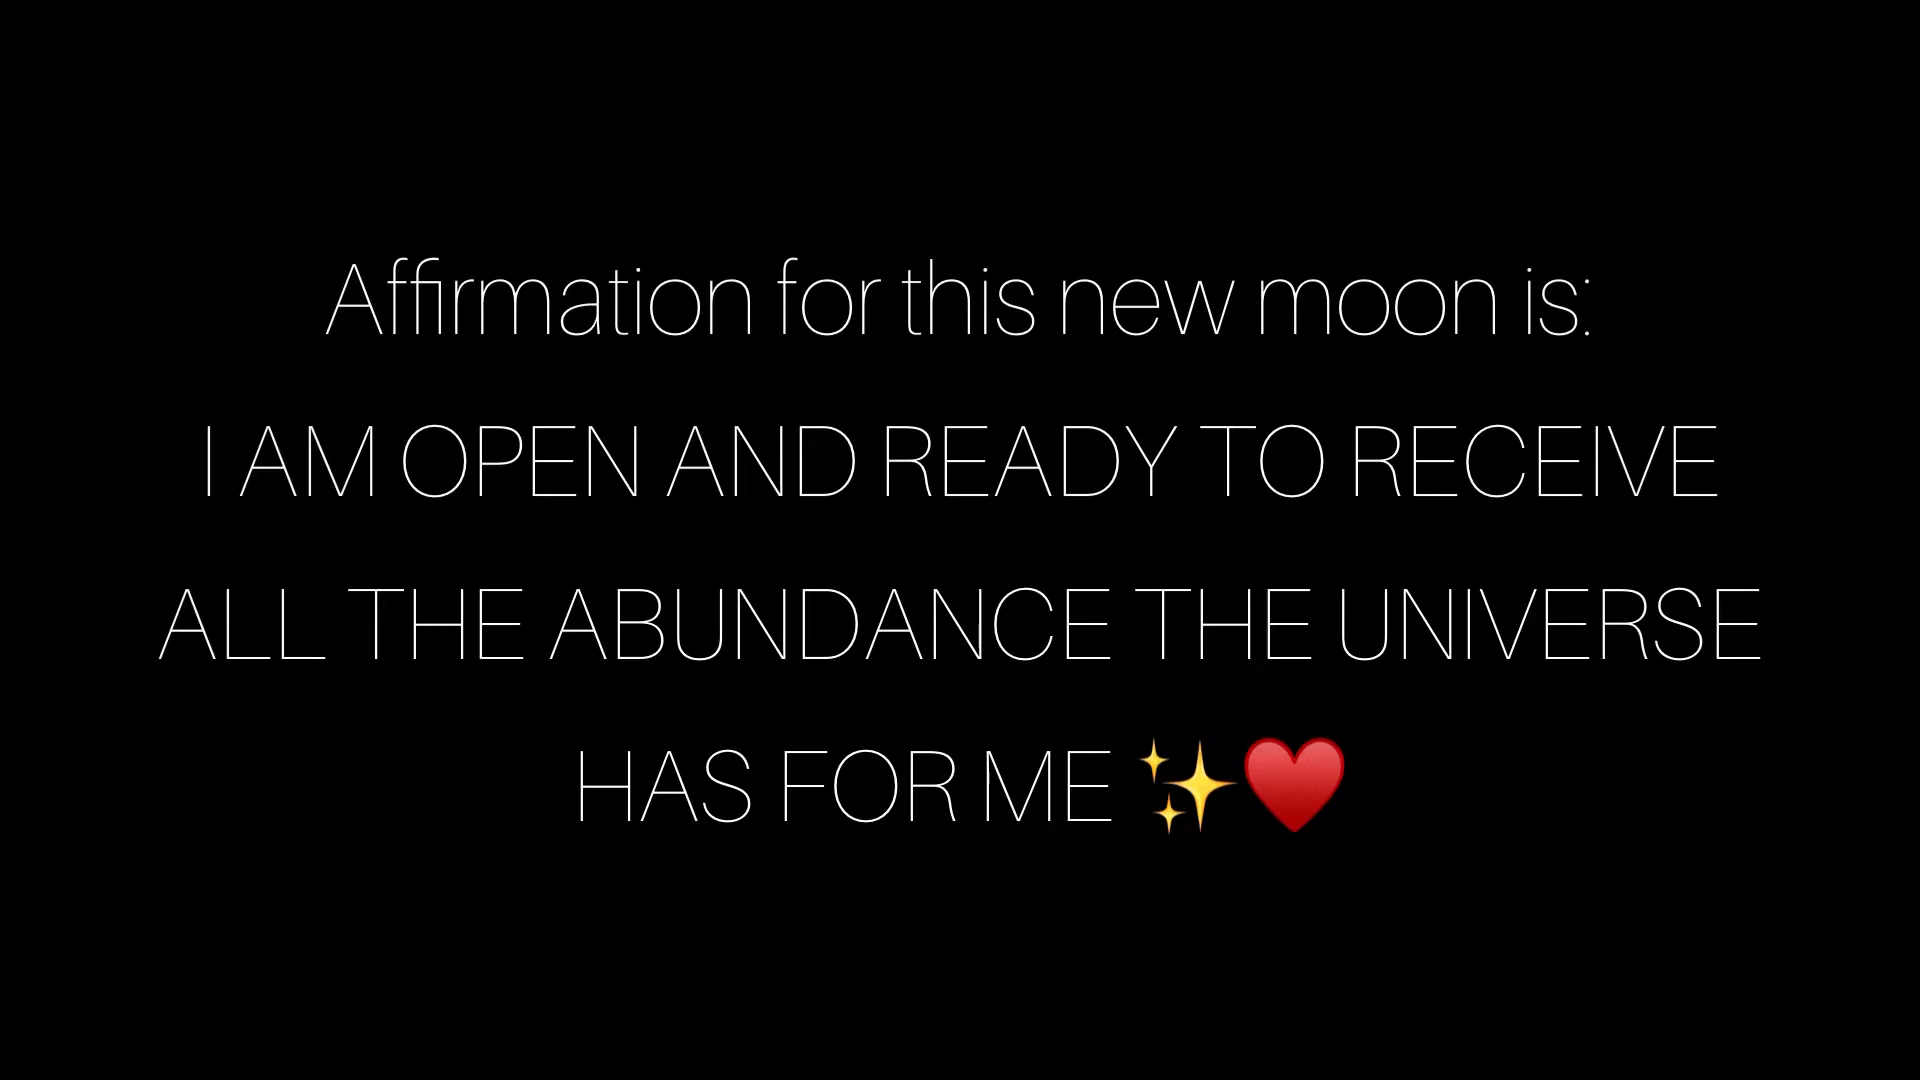 Affirmation for this new moon is:
I AM OPEN AND READY TO RECEIVE
ALL THE ABUNDANCE THE UNIVERSE
HAS FOR ME ✨♥️